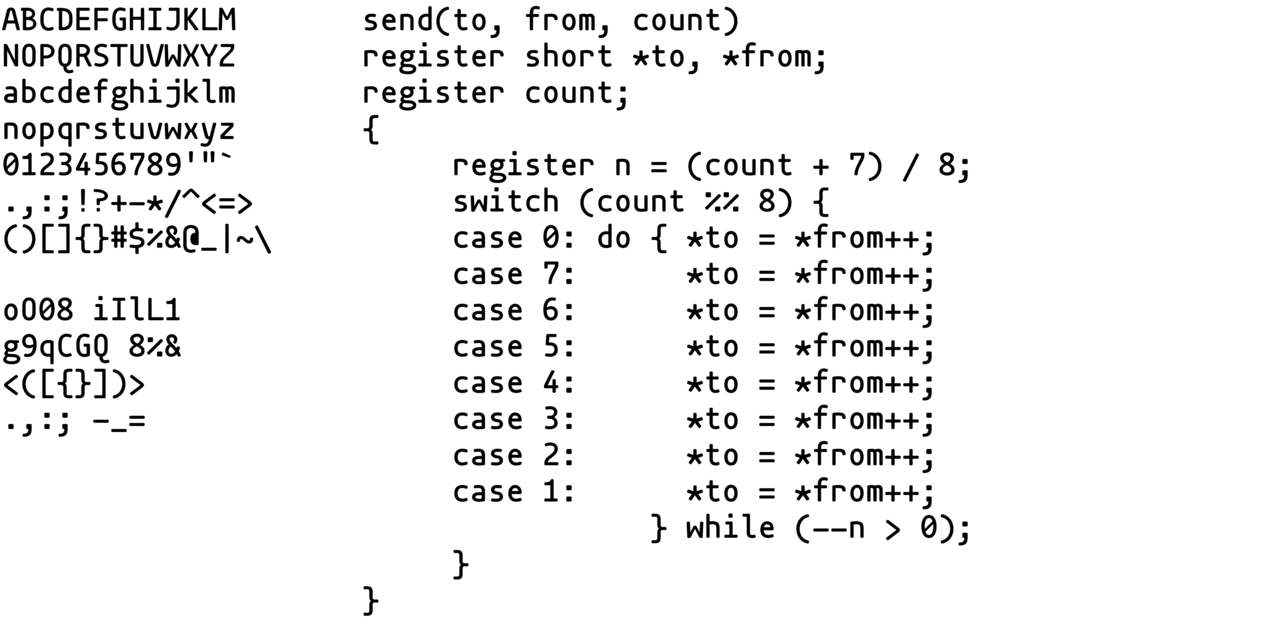 ABCDEFGHIJKLM
NOPQRSTUVWXYZ
abcdefghijklm
nopqrstuvwxyz
0123456789'"`
.,:;!?+-*/^<=>
()[]{}#$%&@_|~\

oO08 iIlL1
g9qCGQ 8%&
<([{}])>
.,:; -_=

send(to, from, count)
register short *to, *from;
register count;
{
     register n = (count + 7) / 8;
     switch (count %% 8) {
     case 0: do { *to = *from++;
     case 7:      *to = *from++;
     case 6:      *to = *from++;
     case 5:      *to = *from++;
     case 4:      *to = *from++;
     case 3:      *to = *from++;
     case 2:      *to = *from++;
     case 1:      *to = *from++;
                } while (--n > 0);
     }
}